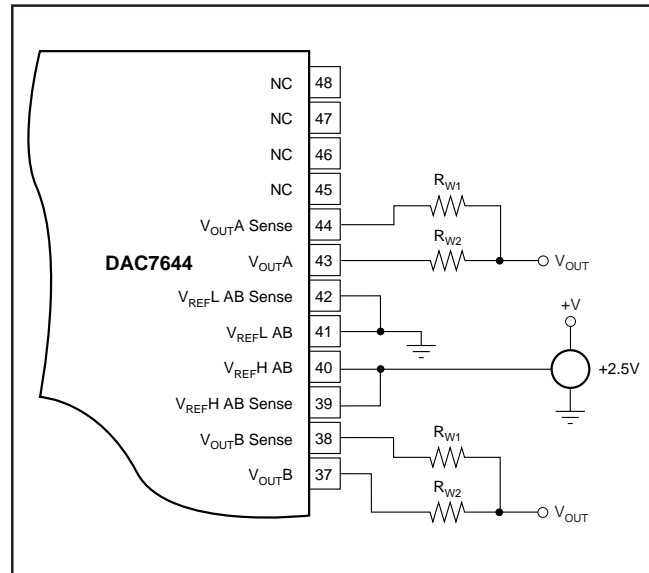 NC 48
NC 47
NC 46
NC 45
V_OUTA Sense 44
R_W1
DAC7644
V_OUTA 43
R_W2
V_OUT
V_REFL AB Sense 42
V_REFL AB 41
+V
V_REFH AB 40
+2.5V
V_REFH AB Sense 39
V_OUTB Sense 38
R_W1
V_OUTB 37
R_W2
V_OUT